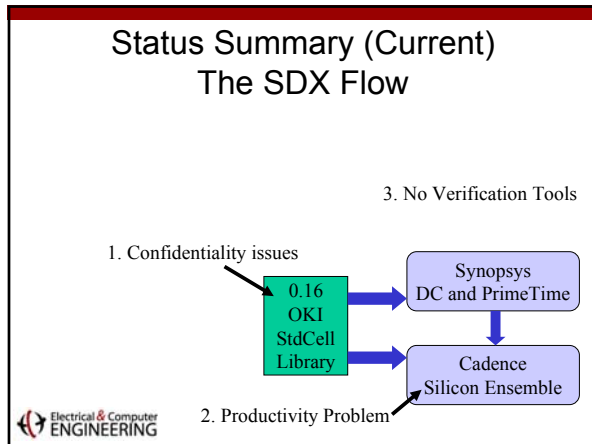 Status Summary (Current)
The SDX Flow
3. No Verification Tools
1. Confidentiality issues
0.16
OKI
StdCell
Library
Synopsys
DC and PrimeTime
Cadence
Silicon Ensemble
2. Productivity Problem
Electrical & Computer
ENGINEERING